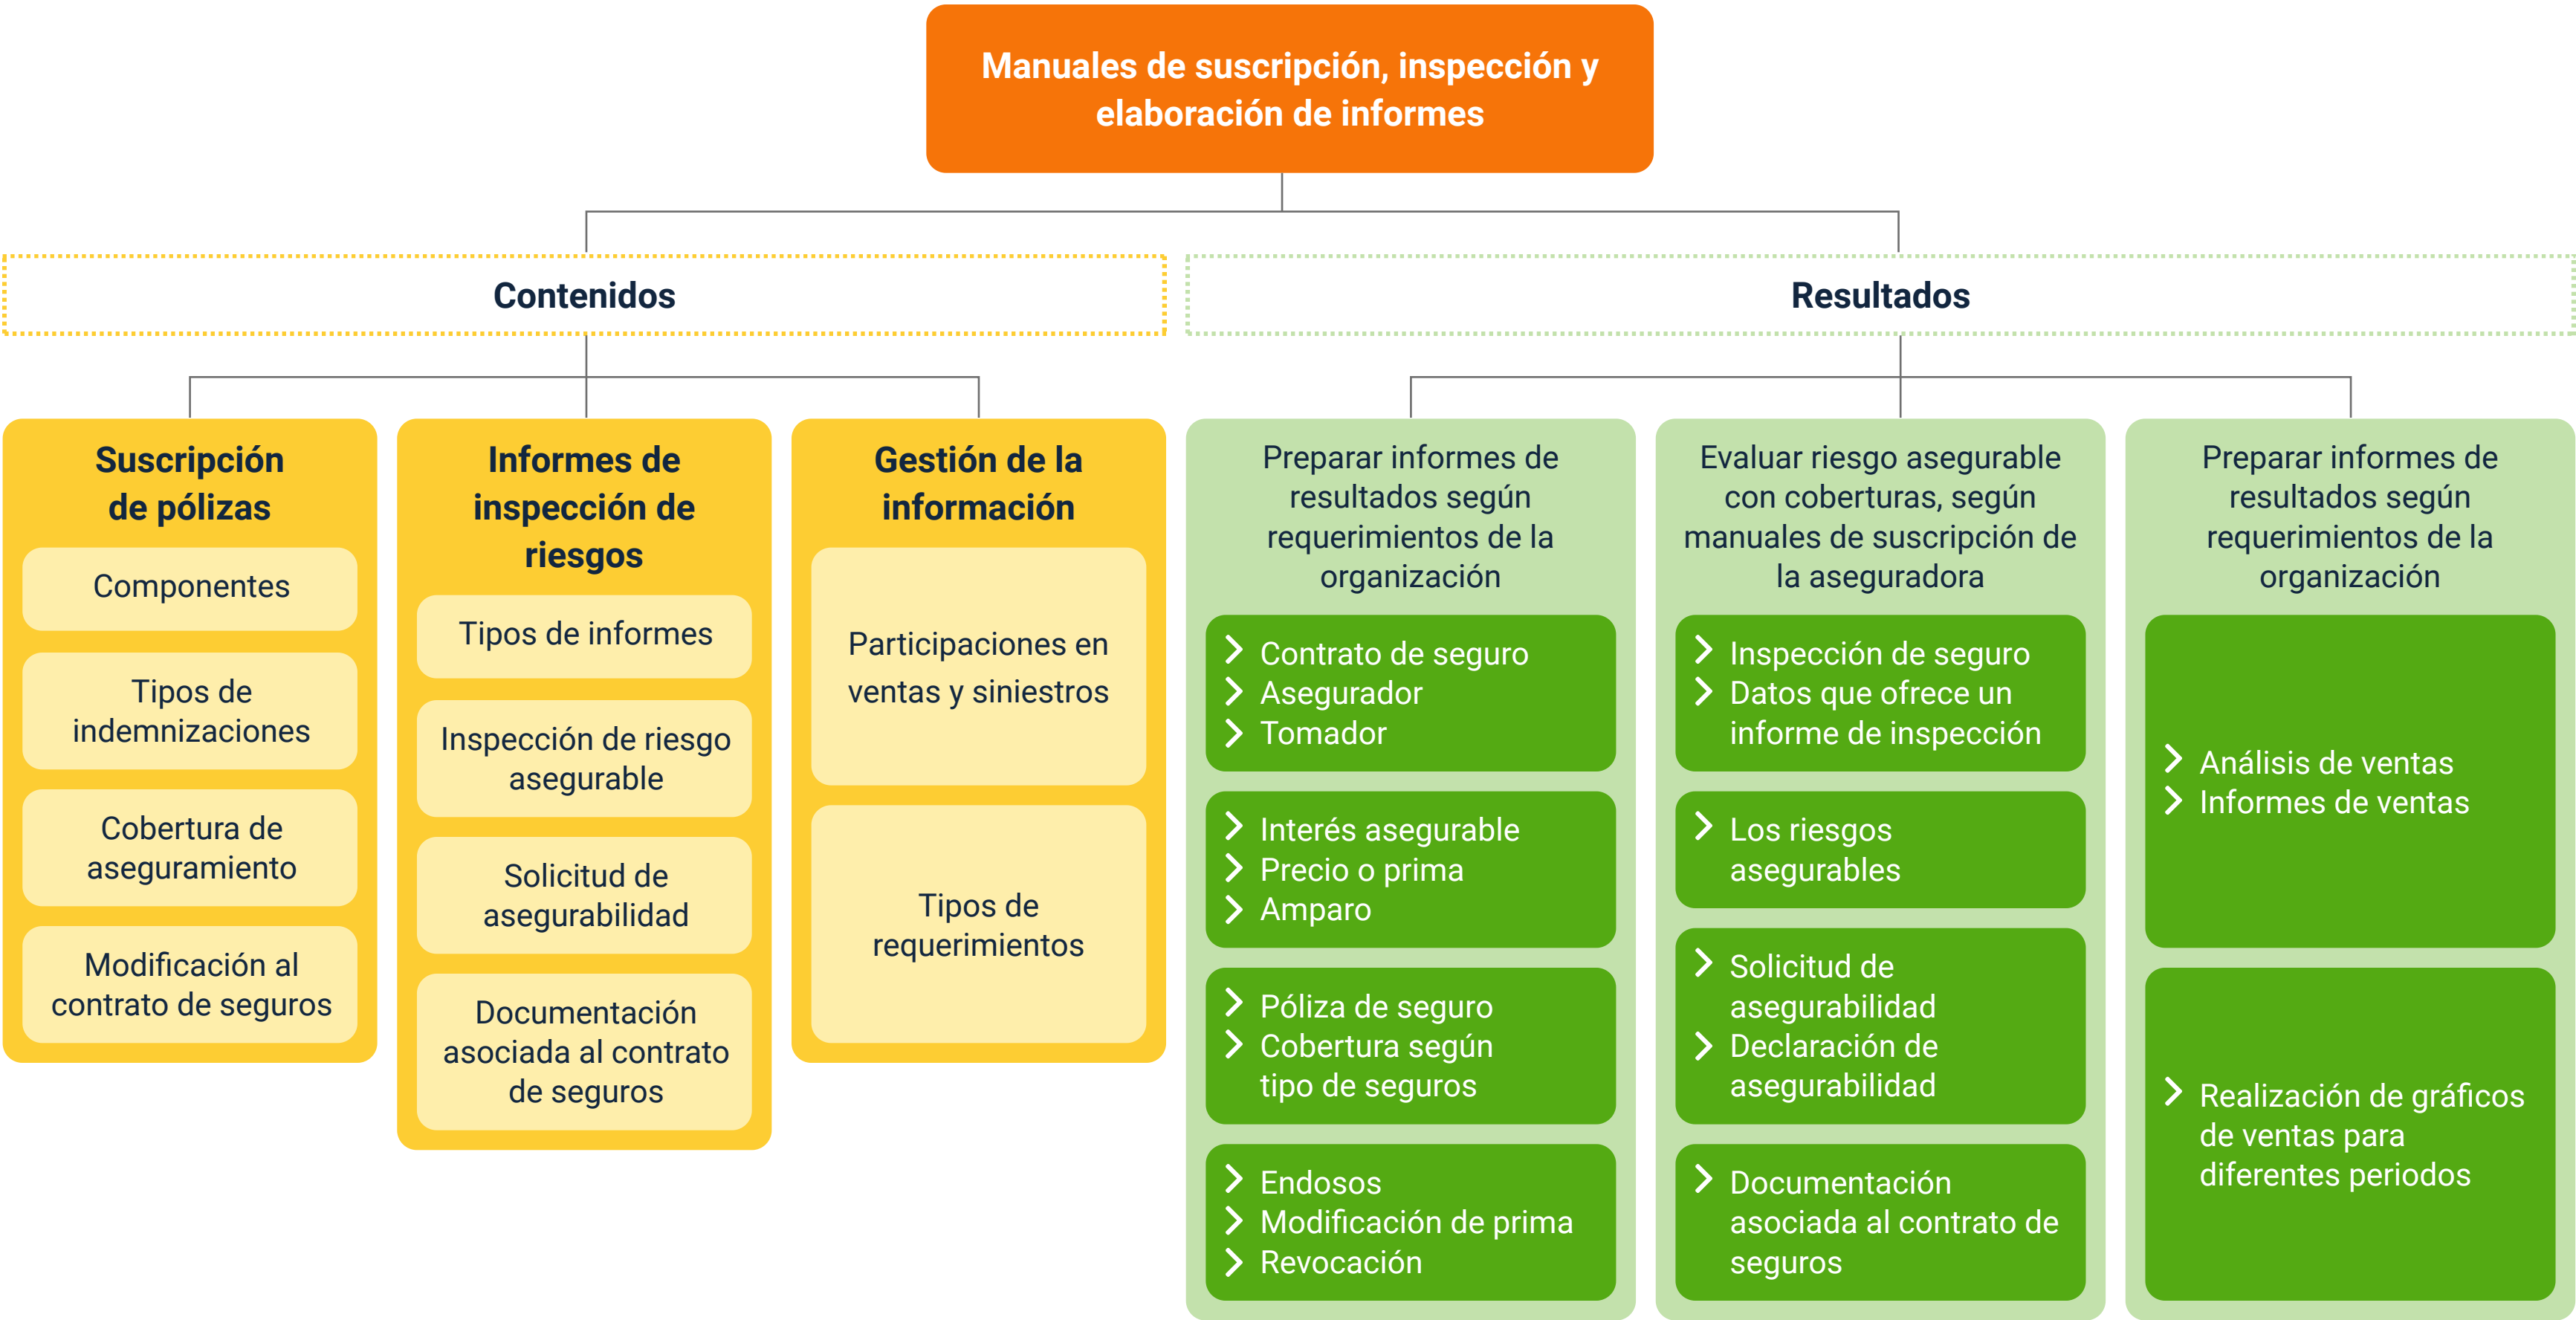 Manuales de suscripción, inspección y
elaboración de informes
Contenidos
Resultados
Suscripción
de pólizas
Componentes
Tipos de
indemnizaciones
Cobertura de
aseguramiento
Modificación al
contrato de seguros
Informes de
inspección de
riesgos
Tipos de informes
Inspección de riesgo
asegurable
Solicitud de
asegurabilidad
Documentación
asociada al contrato
de seguros
Gestión de la
información
Participaciones en
ventas y siniestros
Tipos de
requerimientos
Preparar informes de
resultados según
requerimientos de la
organización
Contrato de seguro
Asegurador
Tomador
Interés asegurable
Precio o prima
Amparo
Póliza de seguro
Cobertura según
tipo de seguros
Endosos
Modificación de prima
Revocación
Evaluar riesgo asegurable
con coberturas, según
manuales de suscripción de
la aseguradora
Inspección de seguro
Datos que ofrece un
informe de inspección
Los riesgos
asegurables
Solicitud de
asegurabilidad
Declaración de
asegurabilidad
Documentación
asociada al contrato de
seguros
Preparar informes de
resultados según
requerimientos de la
organización
Análisis de ventas
Informes de ventas
Realización de gráficos
de ventas para
diferentes periodos